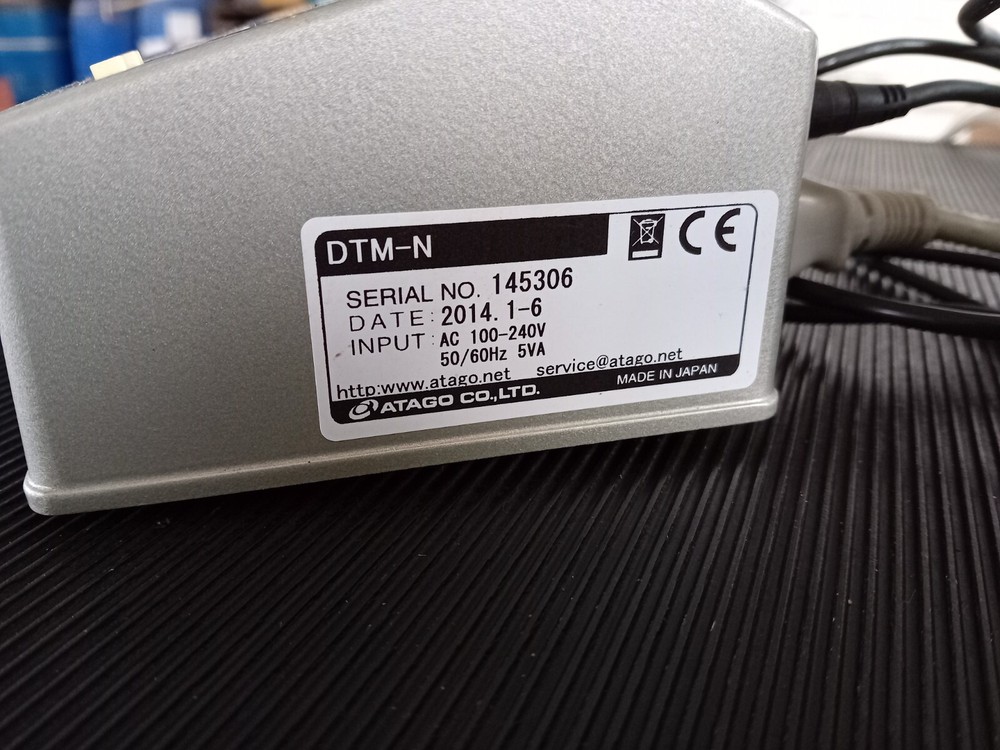 DTM-N
CE
SERIAL NO. 145306
DATE: 2014. 1-6
INPUT: AC 100-240V
50/60Hz 5VA
http:www.atago.net service@atago.net
ATAGO CO.,LTD. MADE IN JAPAN